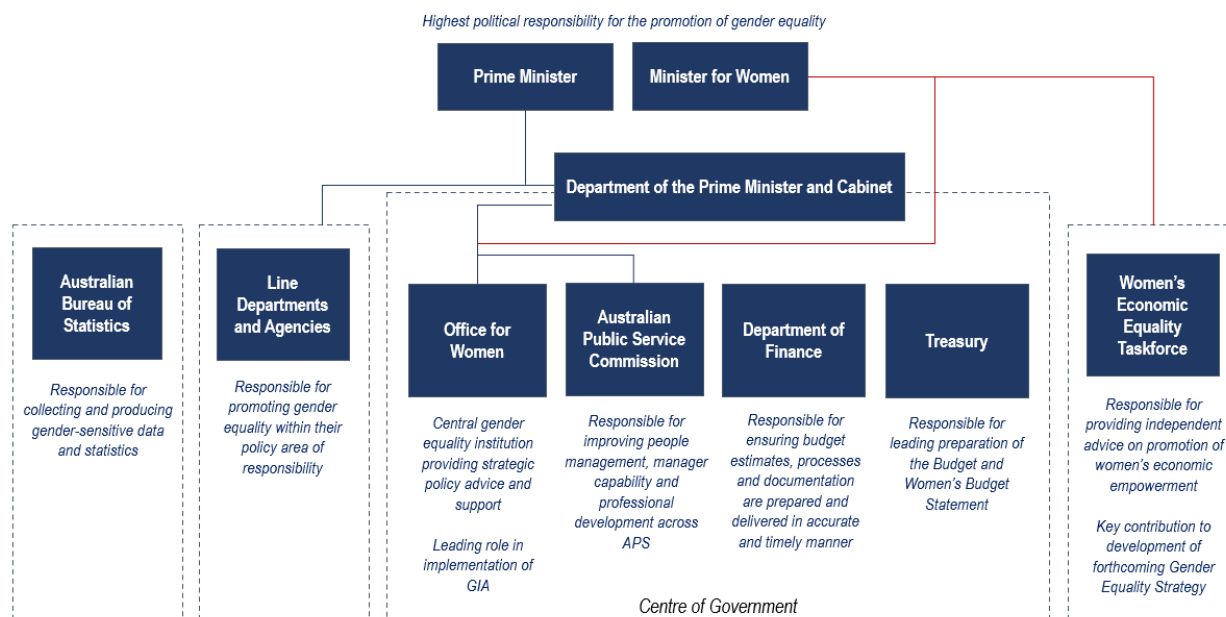 Highest political responsibility for the promotion of gender equality
Prime Minister
Minister for Women
Department of the Prime Minister and Cabinet
Australian
Bureau of
Statistics
Responsible for
collecting and producing
gender-sensitive data
and statistics
Line
Departments
and Agencies
Responsible for
promoting gender
equality within their
policy area of
responsibility
Office for
Women
Central gender
equality institution
providing strategic
policy advice and
support
Leading role in
implementation of
GIA
Australian
Public Service
Commission
Responsible for
improving people
management, manager
capability and
professional
development across
APS
Department of
Finance
Responsible for
ensuring budget
estimates, processes
and documentation
are prepared and
delivered in accurate
and timely manner
Treasury
Responsible for
leading preparation of
the Budget and
Women's Budget
Statement
Women's
Economic
Equality
Taskforce
Responsible for
providing independent
advice on promotion of
women's economic
empowerment
Key contribution to
development of
forthcoming Gender
Equality Strategy
Centre of Government